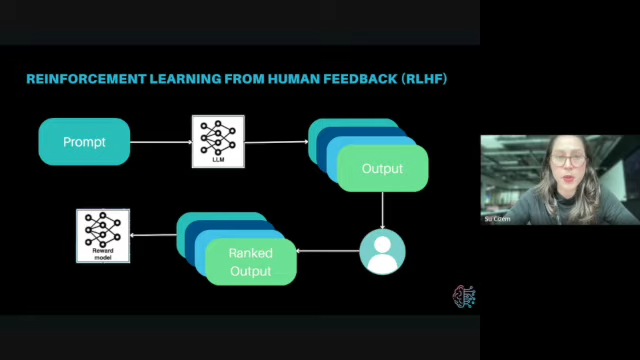 REINFORCEMENT LEARNING FROM HUMAN FEEDBACK (RLHF)
Prompt
LLM
Output
Reward
model
Ranked
Output